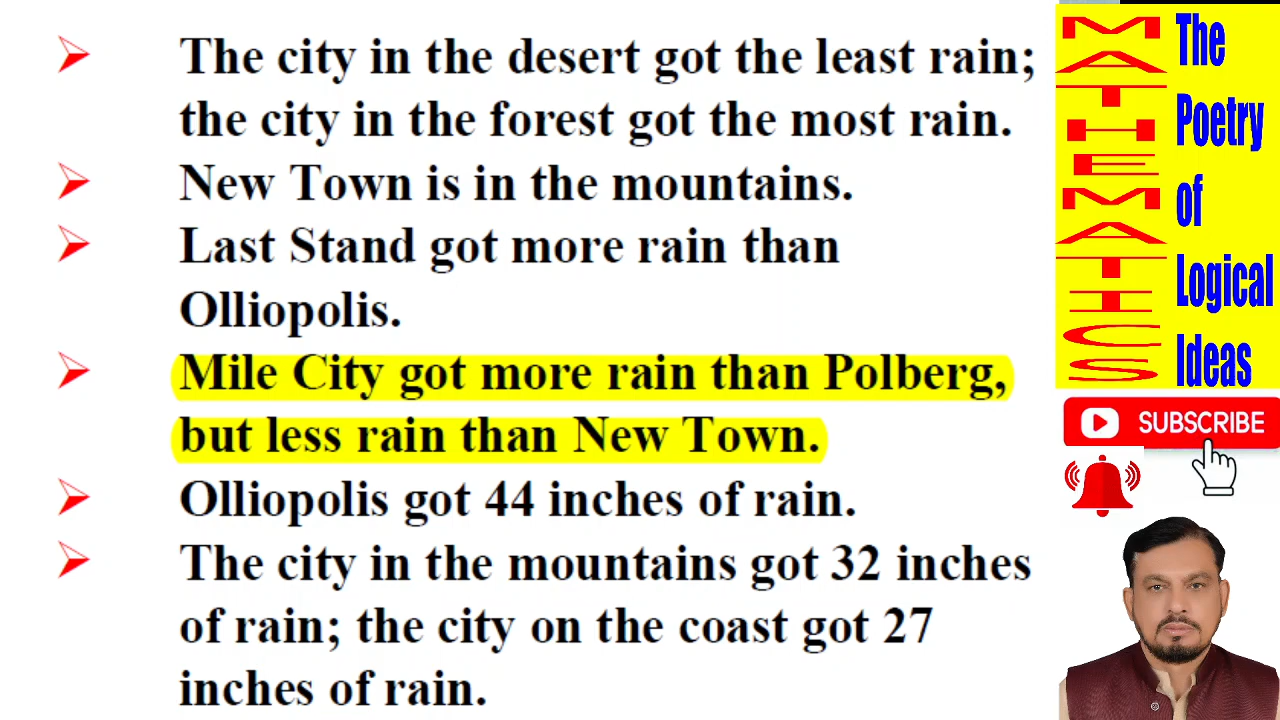 The city in the desert got the least rain;
the city in the forest got the most rain.
New Town is in the mountains.
Last Stand got more rain than
Olliopolis.
Mile City got more rain than Polberg,
but less rain than New Town.
Olliopolis got 44 inches of rain.
The city in the mountains got 32 inches
of rain; the city on the coast got 27
inches of rain.
MATHEMATICS
The
Poetry
of
Logical
Ideas
SUBSCRIBE